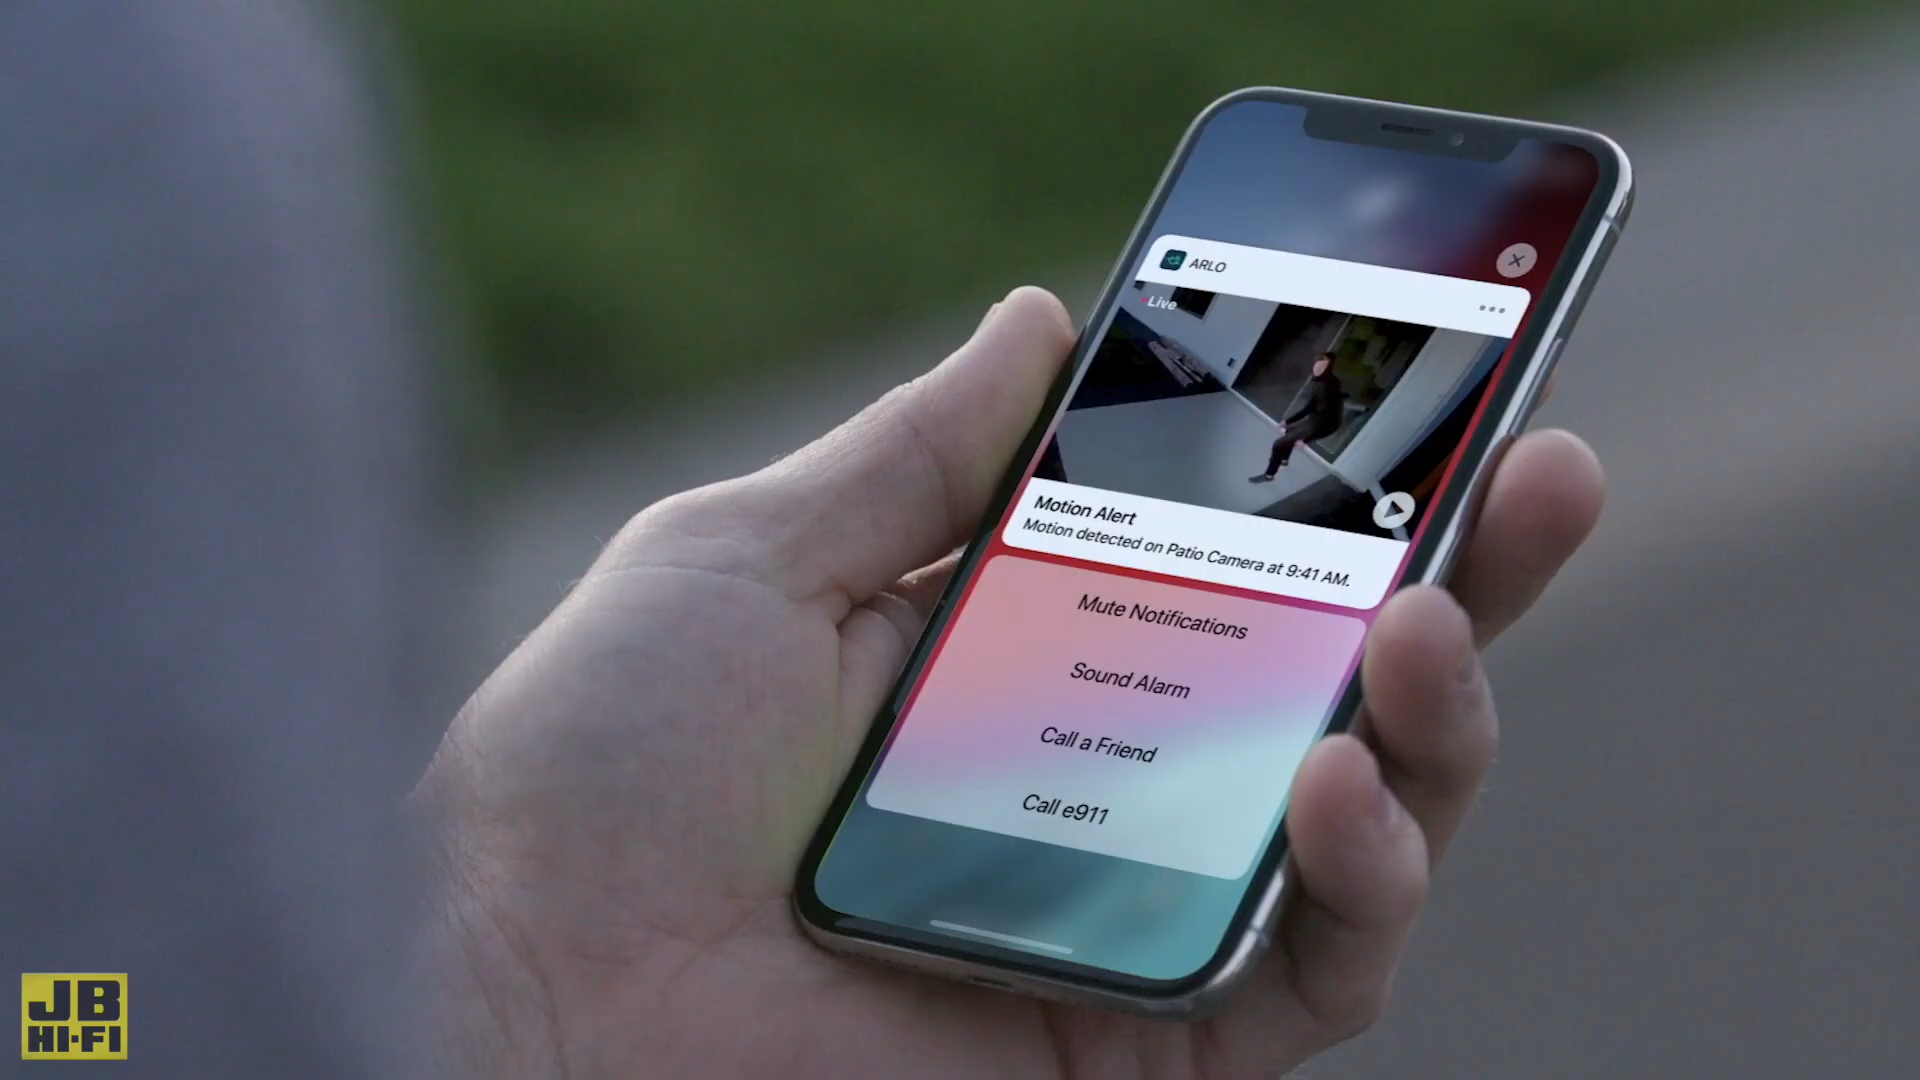 ARLO
Live
Motion Alert
Motion detected on Patio Camera at 9:41 AM.
Mute Notifications
Sound Alarm
Call a Friend
Call e911
JB
HI-FI